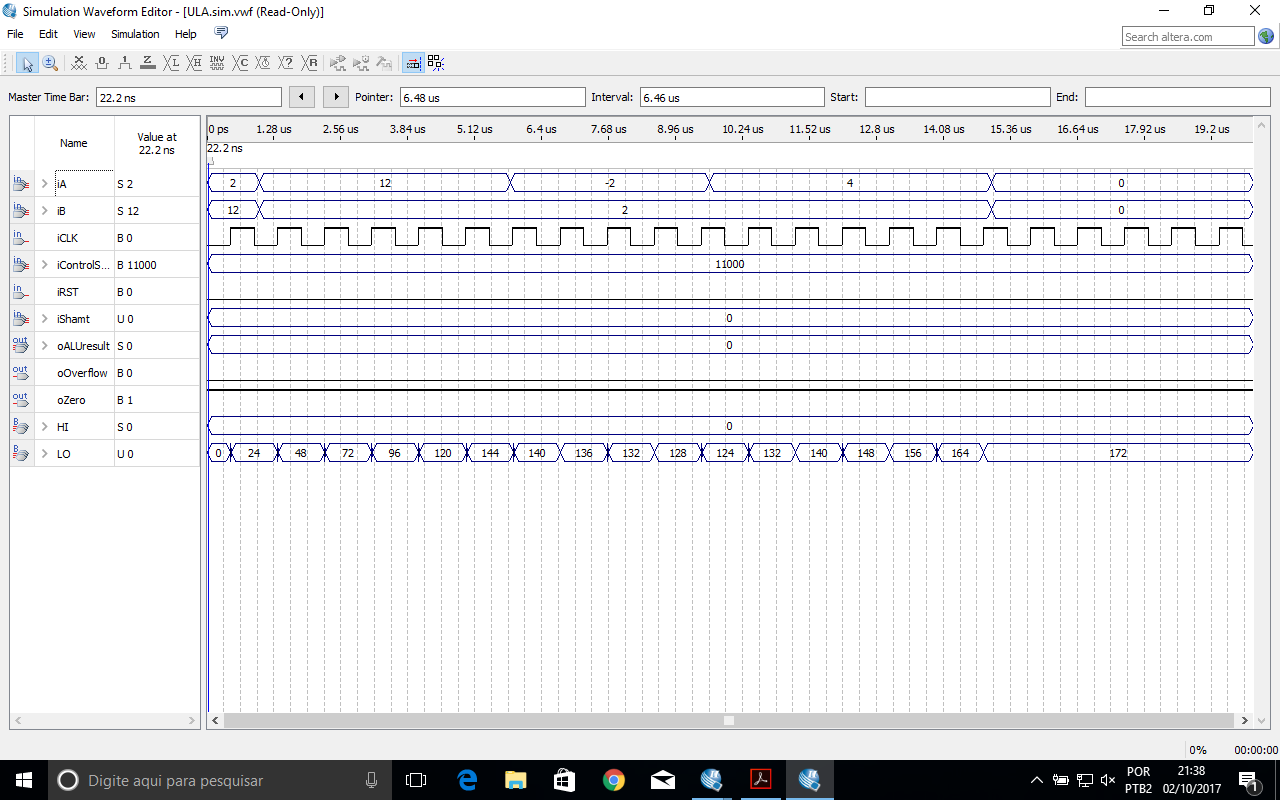 Simulation Waveform Editor - [ULA.sim.vwf (Read-Only)]
File Edit View Simulation Help
Search altera.com
Master Time Bar: 22.2 ns Pointer: 6.48 us Interval: 6.46 us Start: End:
Name Value at 22.2 ns
0 ps 1.28 us 2.56 us 3.84 us 5.12 us 6.4 us 7.68 us 8.96 us 10.24 us 11.52 us 12.8 us 14.08 us 15.36 us 16.64 us 17.92 us 19.2 us
22.2 ns
iA S 2 2 12 -2 4 0
iB S 12 12 2 0
iCLK B 0
iControlS... B 11000 11000
iRST B 0
iShamt U 0 0
oALUresult S 0 0
oOverflow B 0
oZero B 1
HI S 0 0
LO U 0 0 24 48 72 96 120 144 140 136 132 128 124 132 140 148 156 164 172
0% 00:00:00
Digite aqui para pesquisar
POR 21:38
PTB2 02/10/2017
1